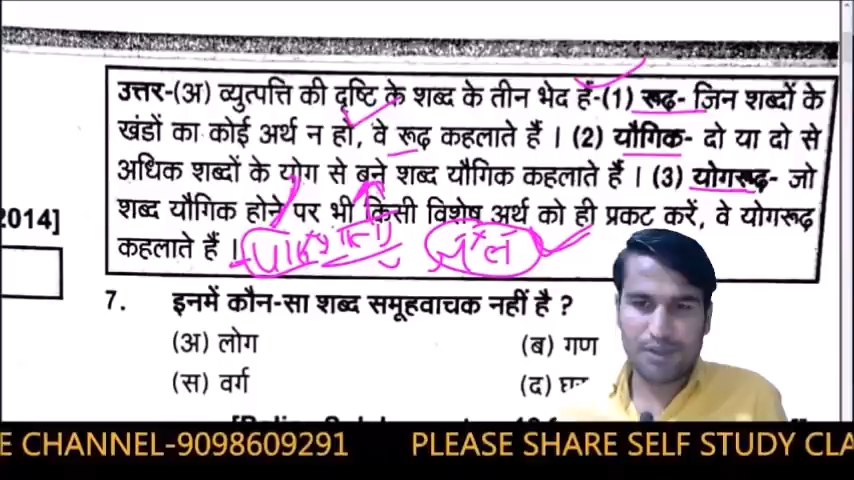 उत्तर-(अ) व्युत्पत्ति की दृष्टि के शब्द के तीन भेद हैं-(1) रूढ़- जिन शब्दों के
खंडों का कोई अर्थ न हो, वे रूढ़ कहलाते हैं । (2) यौगिक- दो या दो से
अधिक शब्दों के योग से बने शब्द यौगिक कहलाते हैं । (3) योगरूढ़- जो
शब्द यौगिक होने पर भी किसी विशेष अर्थ को ही प्रकट करें, वे योगरूढ़
2014]
कहलाते हैं ।
7. इनमें कौन-सा शब्द समूहवाचक नहीं है ?
(अ) लोग (ब) गण
(स) वर्ग (द)
E CHANNEL-9098609291 PLEASE SHARE SELF STUDY CLA